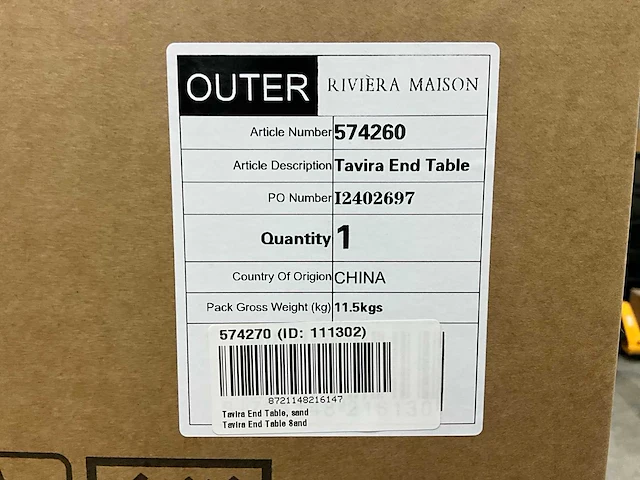 OUTER RIVIÈRA MAISON
Article Number 574260
Article Description Tavira End Table
PO Number I2402697
Quantity 1
Country Of Origion CHINA
Pack Gross Weight (kg) 11.5kgs
574270 (ID: 111302)
8721148216147
Tavira End Table, sand
Tavira End Table Sand